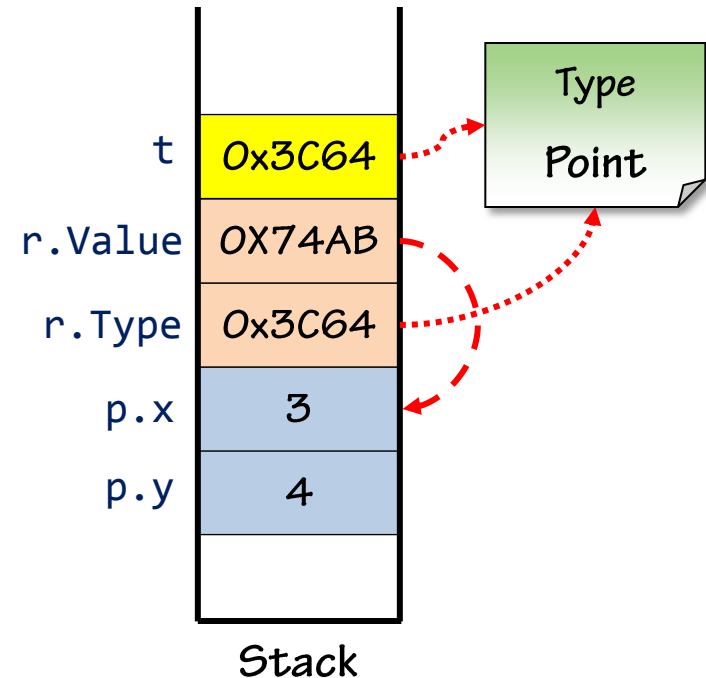 Type
Point
t 0x3C64
r.Value 0X74AB
r.Type 0x3C64
p.x 3
p.y 4
Stack